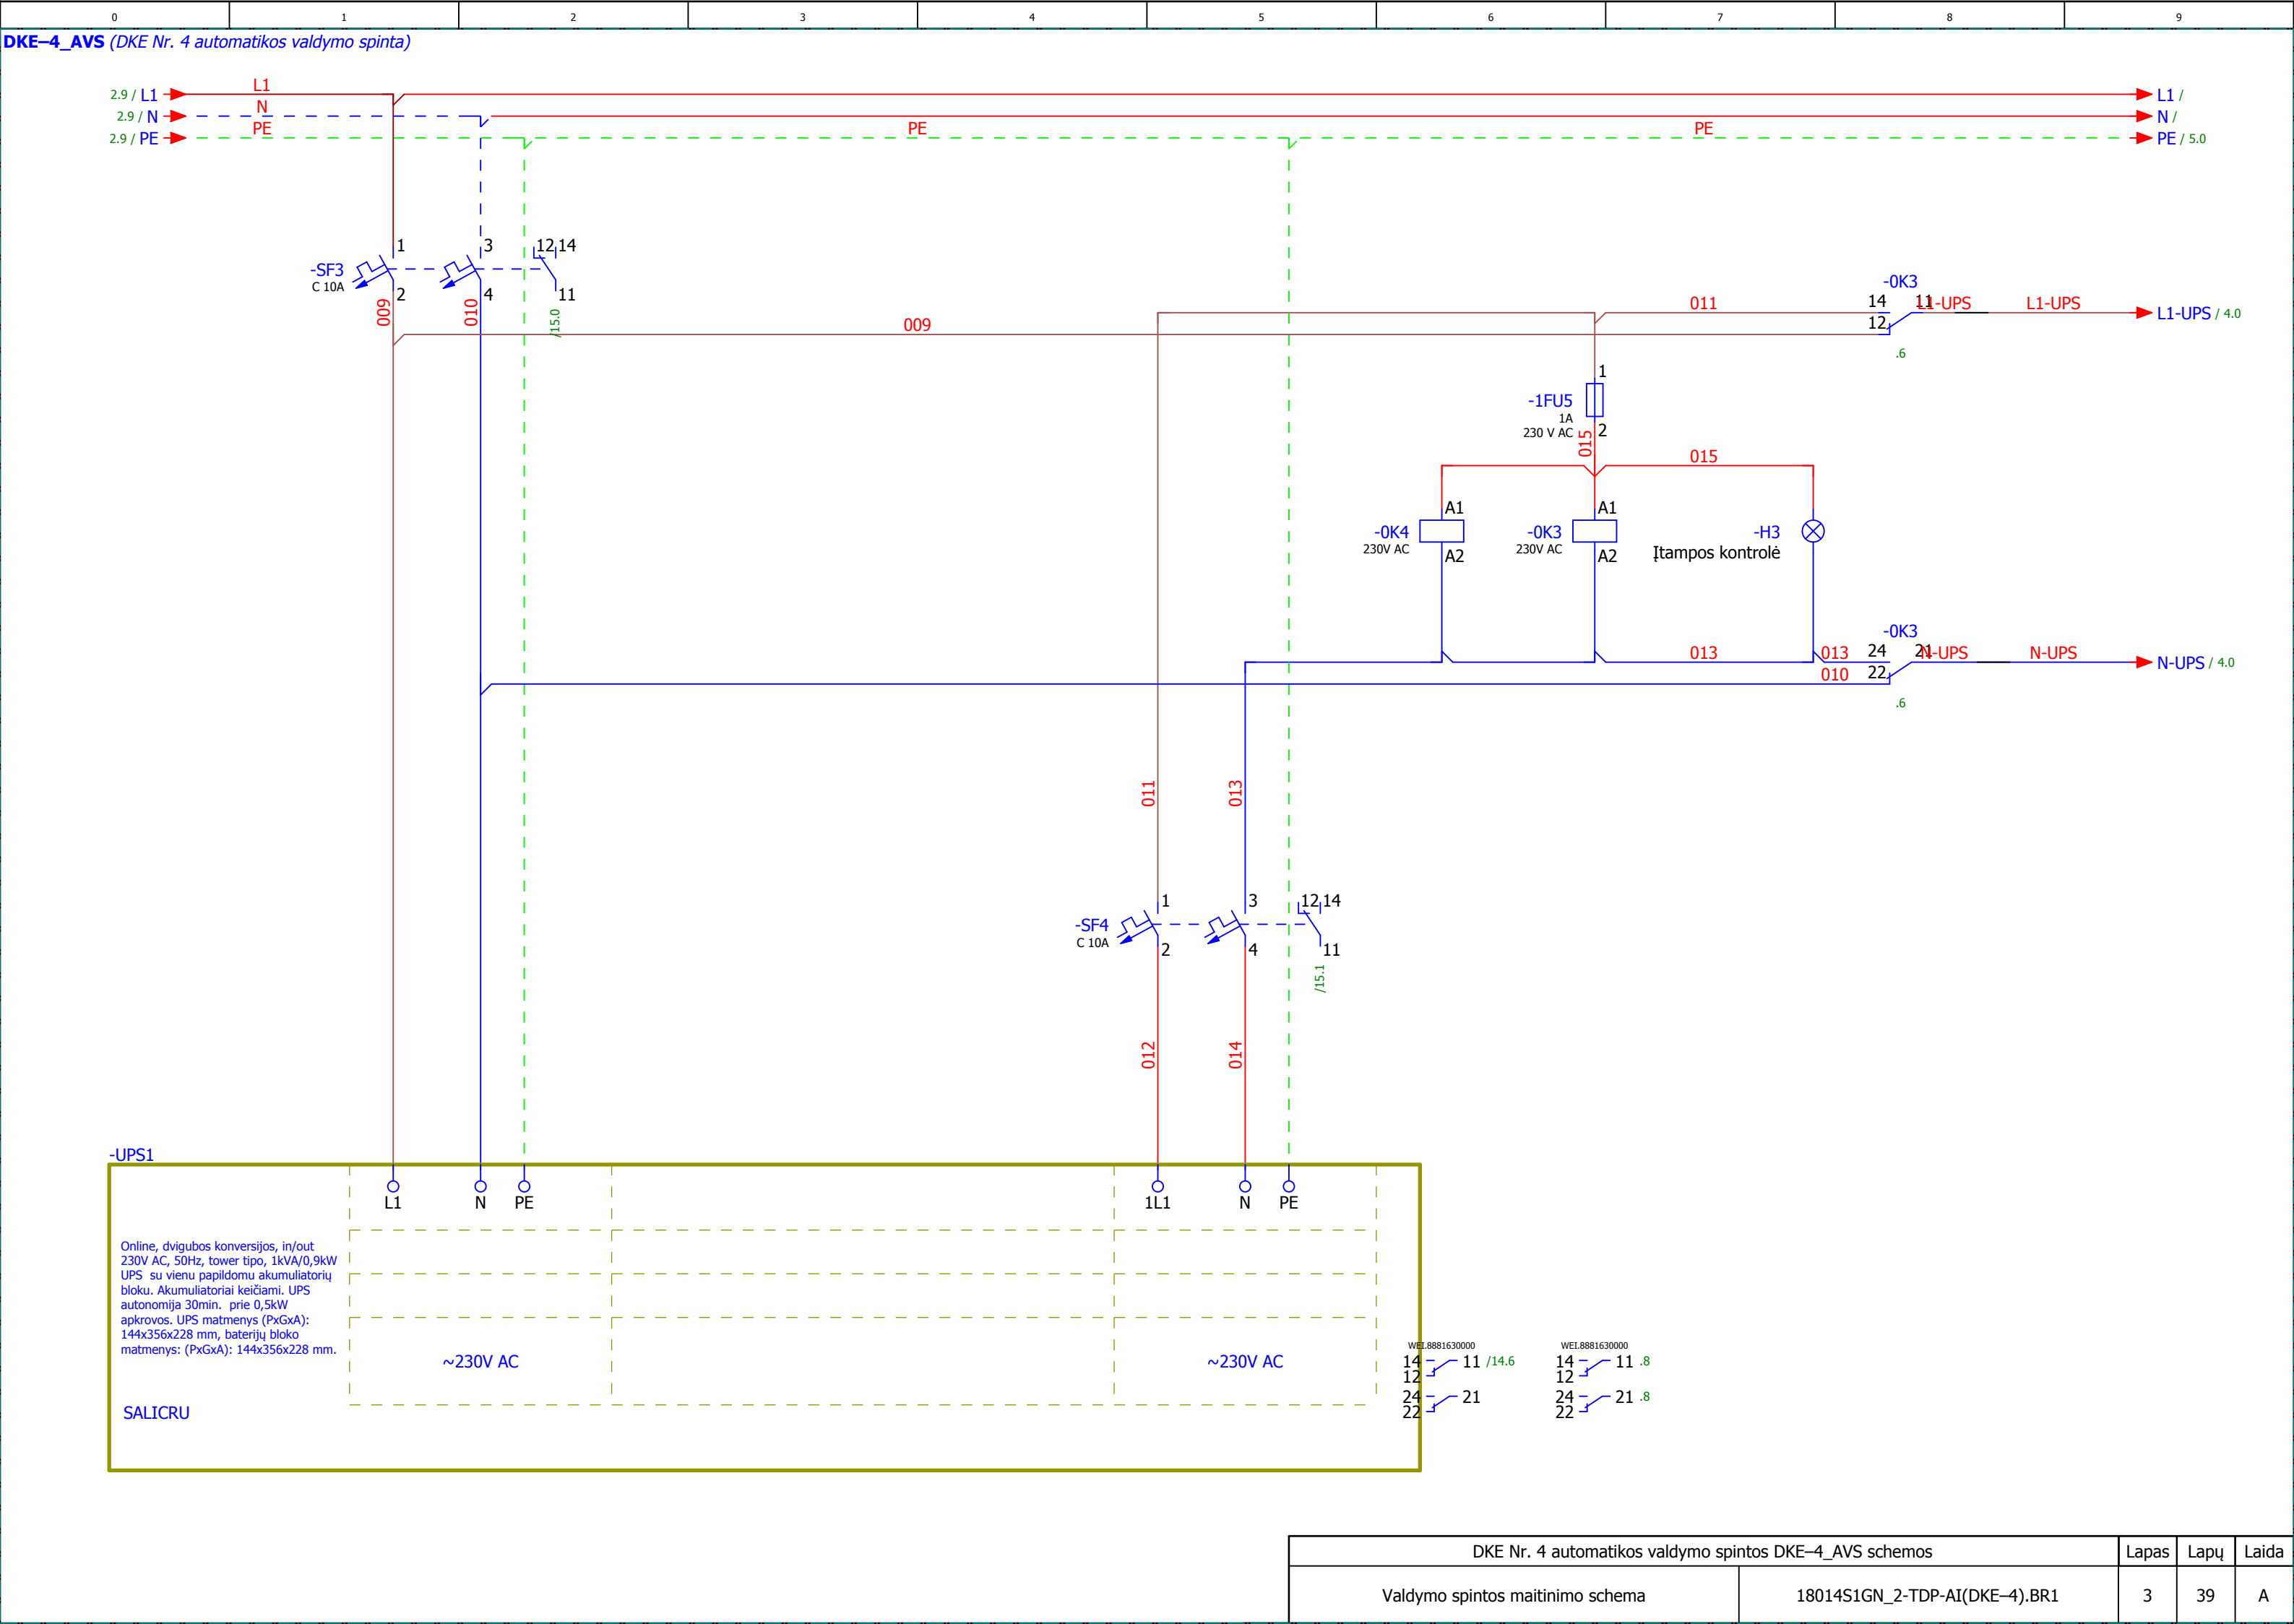 0 1 2 3 4 5 6 7 8 9
DKE–4_AVS (DKE Nr. 4 automatikos valdymo spinta)
2.9 / L1 L1 L1 /
2.9 / N N N /
2.9 / PE PE PE PE PE / 5.0
-SF3
C 10A
1 3 12 14
2 4 11
009 010 /15.0
009
-0K3
011 14 11 L1-UPS L1-UPS L1-UPS / 4.0
12
.6
-1FU5
1A
230 V AC
1
2
015
015
-0K4
230V AC
A1
A2
-0K3
230V AC
A1
A2
-H3
Įtampos kontrolė
-0K3
013 013 24 21 N-UPS N-UPS N-UPS / 4.0
010 22
.6
011 013
-SF4
C 10A
1 3 12 14
2 4 11
/15.1
012 014
-UPS1
L1 N PE 1L1 N PE
Online, dvigubos konversijos, in/out
230V AC, 50Hz, tower tipo, 1kVA/0,9kW
UPS su vienu papildomu akumuliatorių
bloku. Akumuliatoriai keičiami. UPS
autonomija 30min. prie 0,5kW
apkrovos. UPS matmenys (PxGxA):
144x356x228 mm, baterijų bloko
matmenys: (PxGxA): 144x356x228 mm.
~230V AC ~230V AC
SALICRU
WEI.8881630000 WEI.8881630000
14 11 /14.6 14 11 .8
12 12
24 21 24 21 .8
22 22
DKE Nr. 4 automatikos valdymo spintos DKE–4_AVS schemos Lapas Lapų Laida
Valdymo spintos maitinimo schema 18014S1GN_2-TDP-AI(DKE–4).BR1 3 39 A